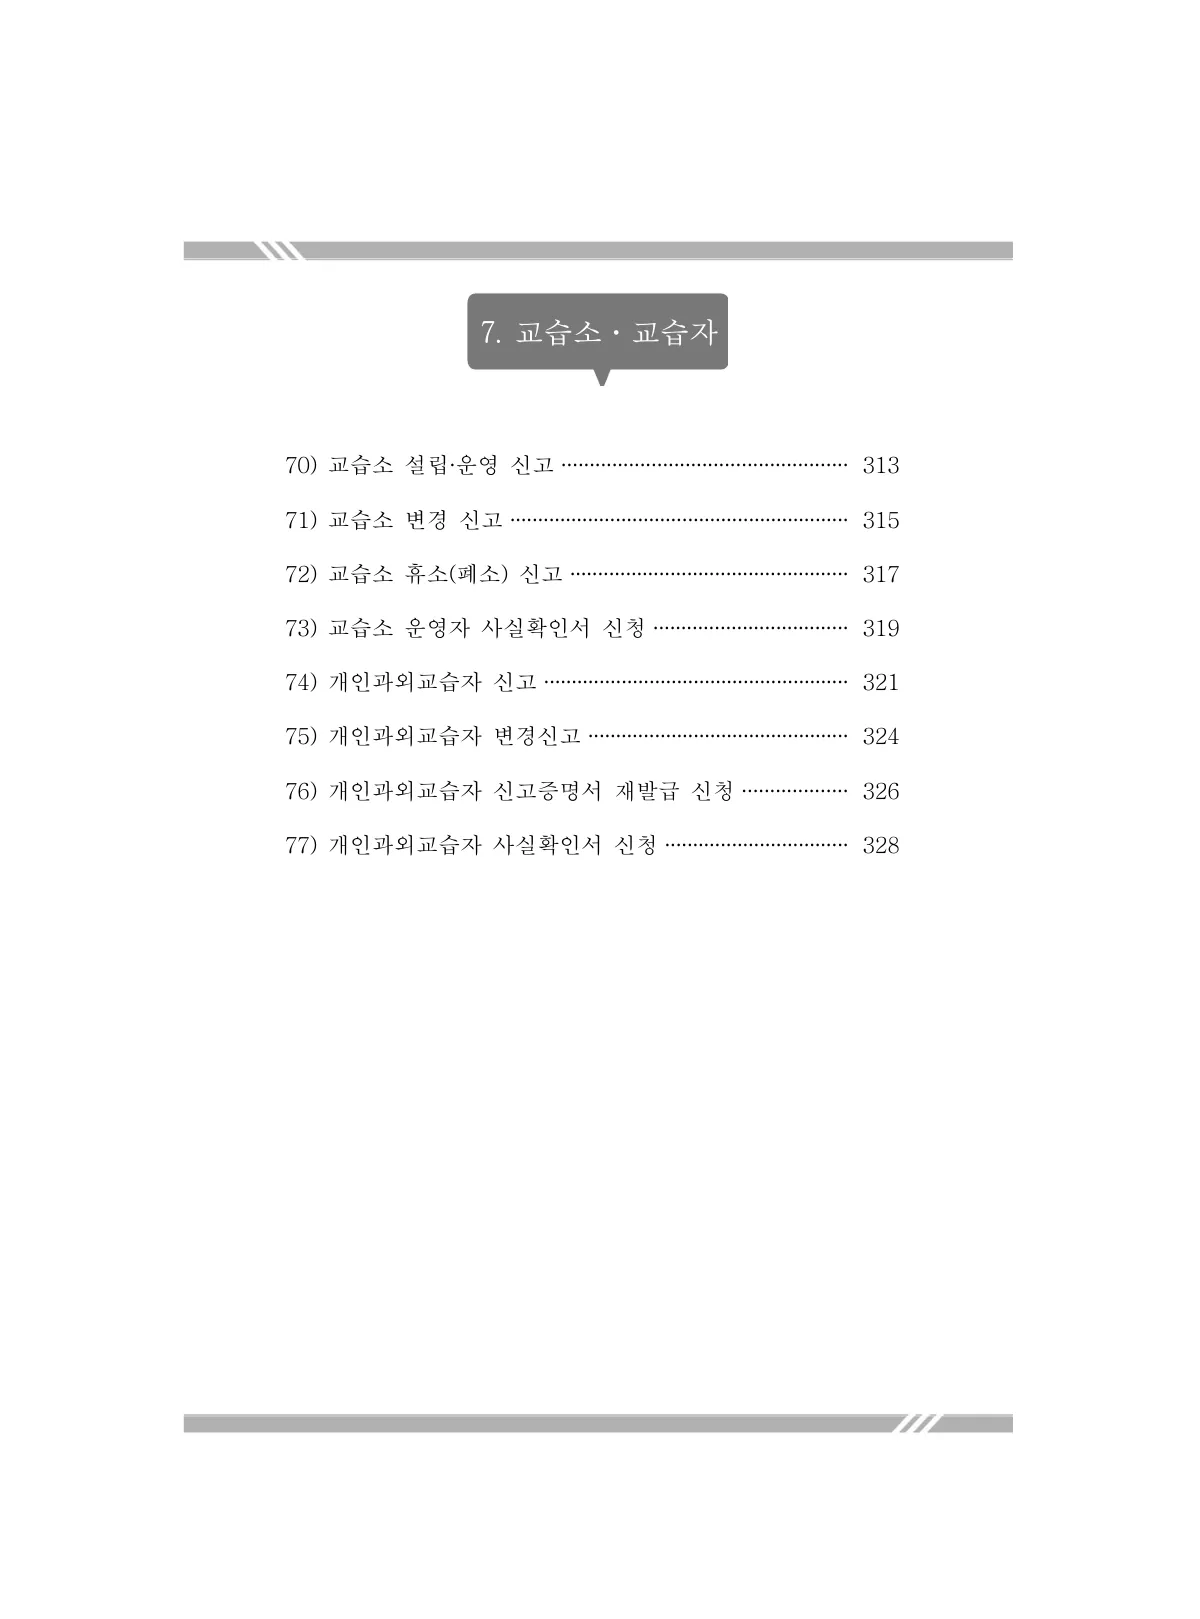 7. 교습소 · 교습자
70) 교습소 설립·운영 신고 ··················································· 313
71) 교습소 변경 신고 ···························································· 315
72) 교습소 휴소(폐소) 신고 ·················································· 317
73) 교습소 운영자 사실확인서 신청 ··································· 319
74) 개인과외교습자 신고 ······················································ 321
75) 개인과외교습자 변경신고 ··············································· 324
76) 개인과외교습자 신고증명서 재발급 신청 ··················· 326
77) 개인과외교습자 사실확인서 신청 ································· 328